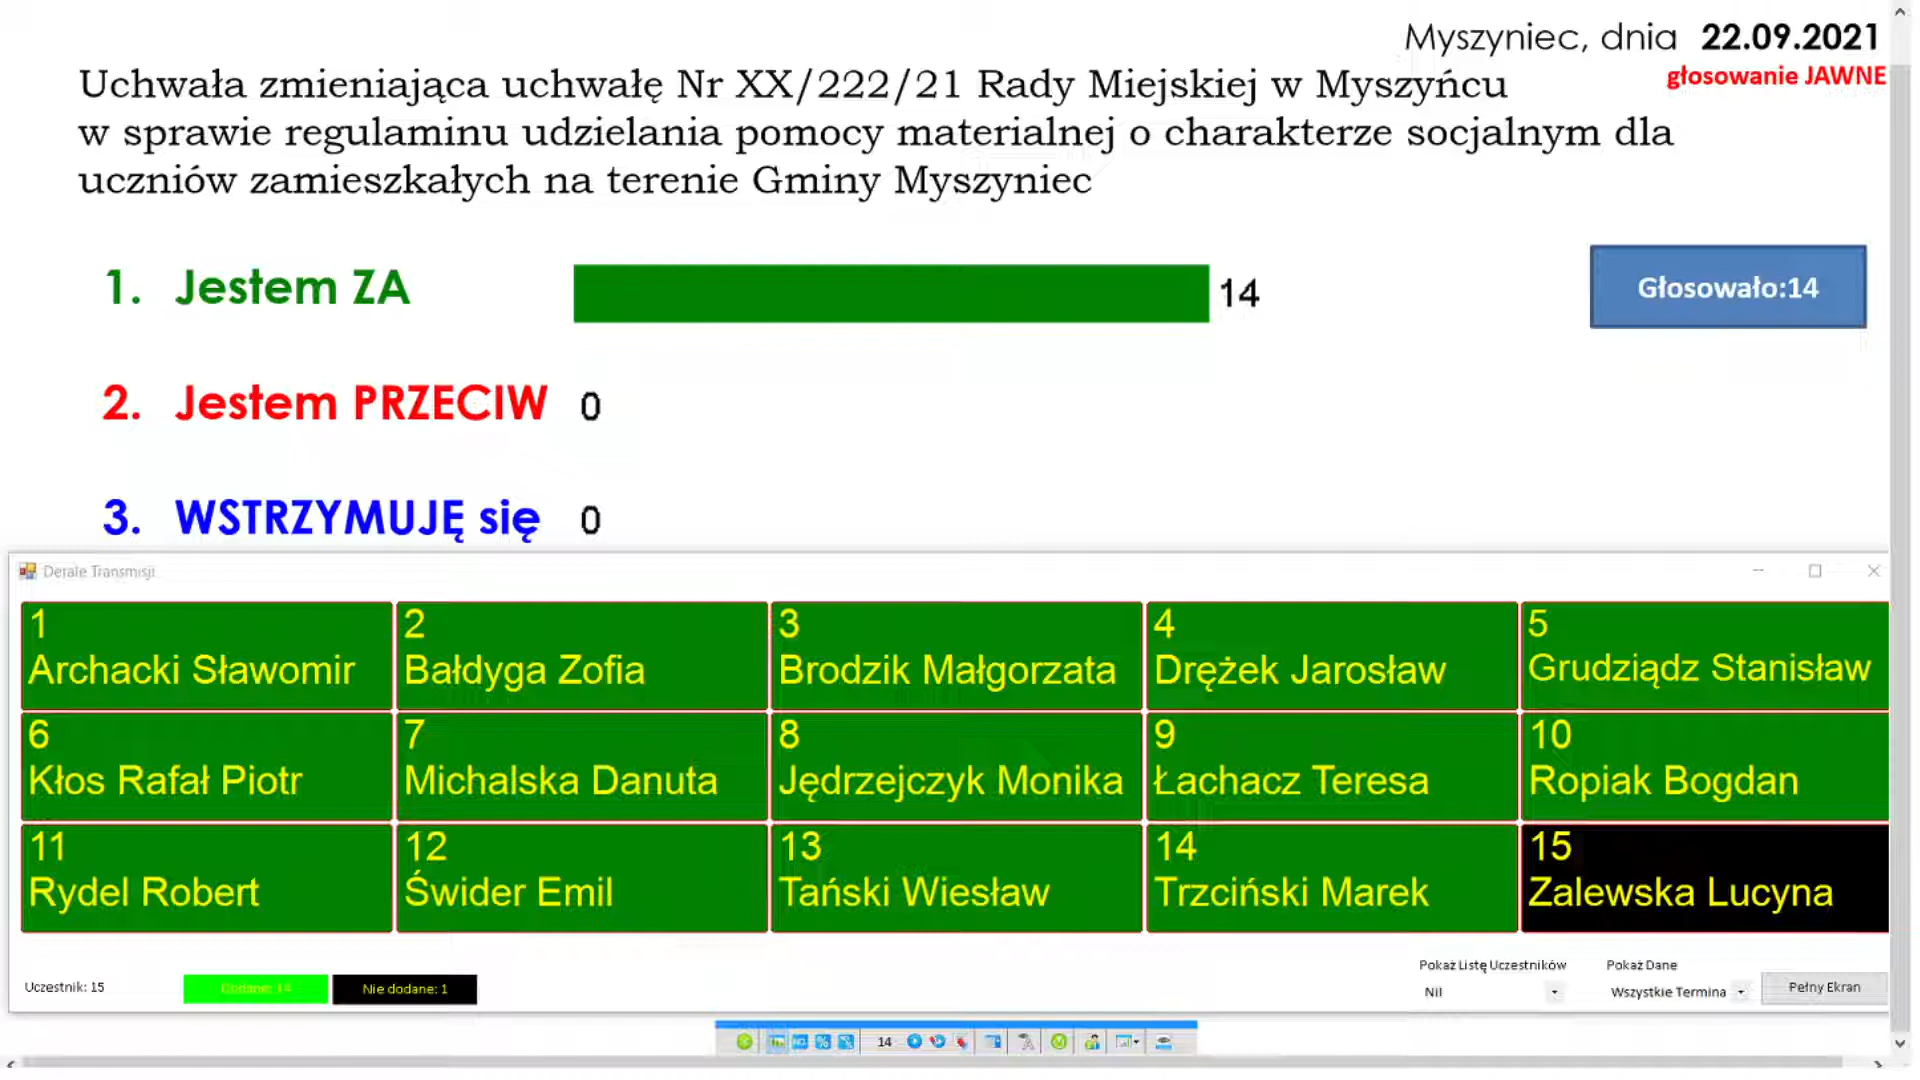 Myszyniec, dnia 22.09.2021
głosowanie JAWNE
Uchwała zmieniająca uchwałę Nr XX/222/21 Rady Miejskiej w Myszyńcu
w sprawie regulaminu udzielania pomocy materialnej o charakterze socjalnym dla
uczniów zamieszkałych na terenie Gminy Myszyniec
1. Jestem ZA 14
Głosowało:14
2. Jestem PRZECIW 0
3. WSTRZYMUJĘ się 0
Detale Transmisji
1
Archacki Sławomir
2
Bałdyga Zofia
3
Brodzik Małgorzata
4
Drężek Jarosław
5
Grudziądz Stanisław
6
Kłos Rafał Piotr
7
Michalska Danuta
8
Jędrzejczyk Monika
9
Łachacz Teresa
10
Ropiak Bogdan
11
Rydel Robert
12
Świder Emil
13
Tański Wiesław
14
Trzciński Marek
15
Zalewska Lucyna
Uczestnik: 15
Dodane: 14
Nie dodane: 1
Pokaż Listę Uczestników
Nil
Pokaż Dane
Wszystkie Termina
Pełny Ekran
14